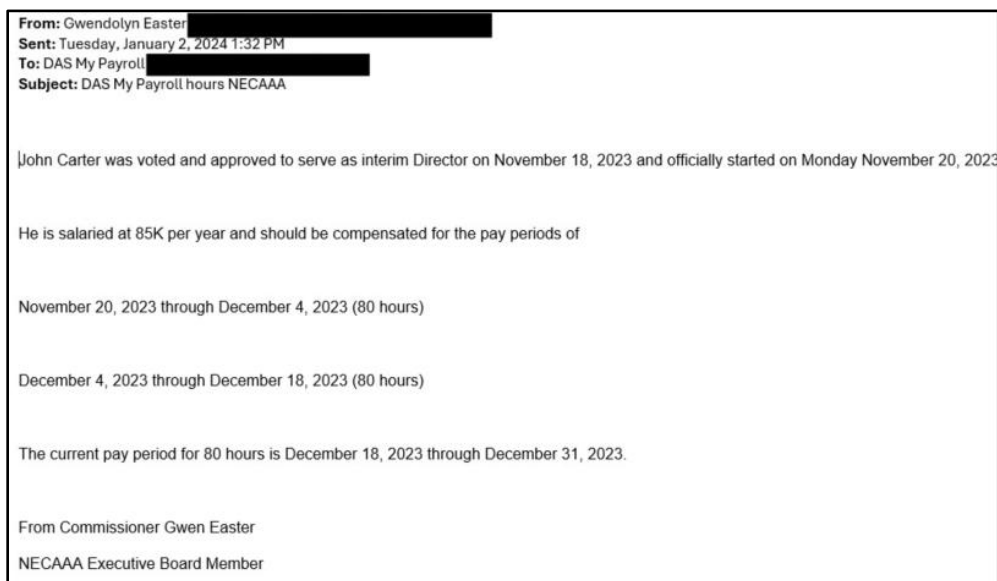 From: Gwendolyn Easter
Sent: Tuesday, January 2, 2024 1:32 PM
To: DAS My Payroll
Subject: DAS My Payroll hours NECAAA
John Carter was voted and approved to serve as interim Director on November 18, 2023 and officially started on Monday November 20, 2023
He is salaried at 85K per year and should be compensated for the pay periods of
November 20, 2023 through December 4, 2023 (80 hours)
December 4, 2023 through December 18, 2023 (80 hours)
The current pay period for 80 hours is December 18, 2023 through December 31, 2023.
From Commissioner Gwen Easter
NECAAA Executive Board Member